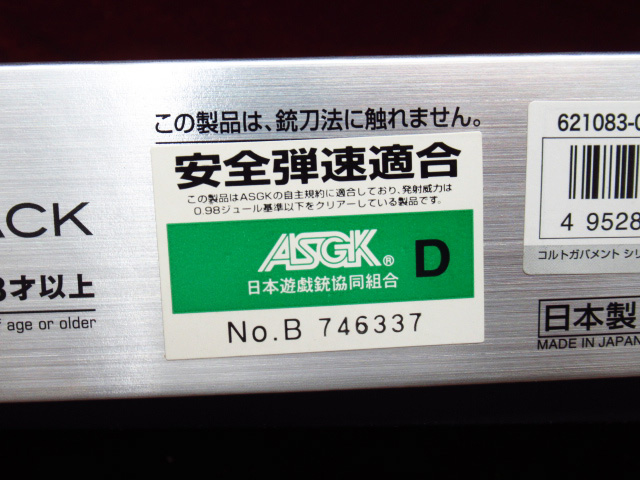 この製品は、銃刀法に触れません。
安全弾速適合
この製品はASGKの自主規約に適合しており、発射威力は
0.98ジュール基準以下をクリアーしている製品です。
ASGK® D
日本遊戯銃協同組合
No.B 746337
ACK
8才以上
of age or older
621083-0
4 9528
コルトガバメント シリ
日本製
MADE IN JAPAN